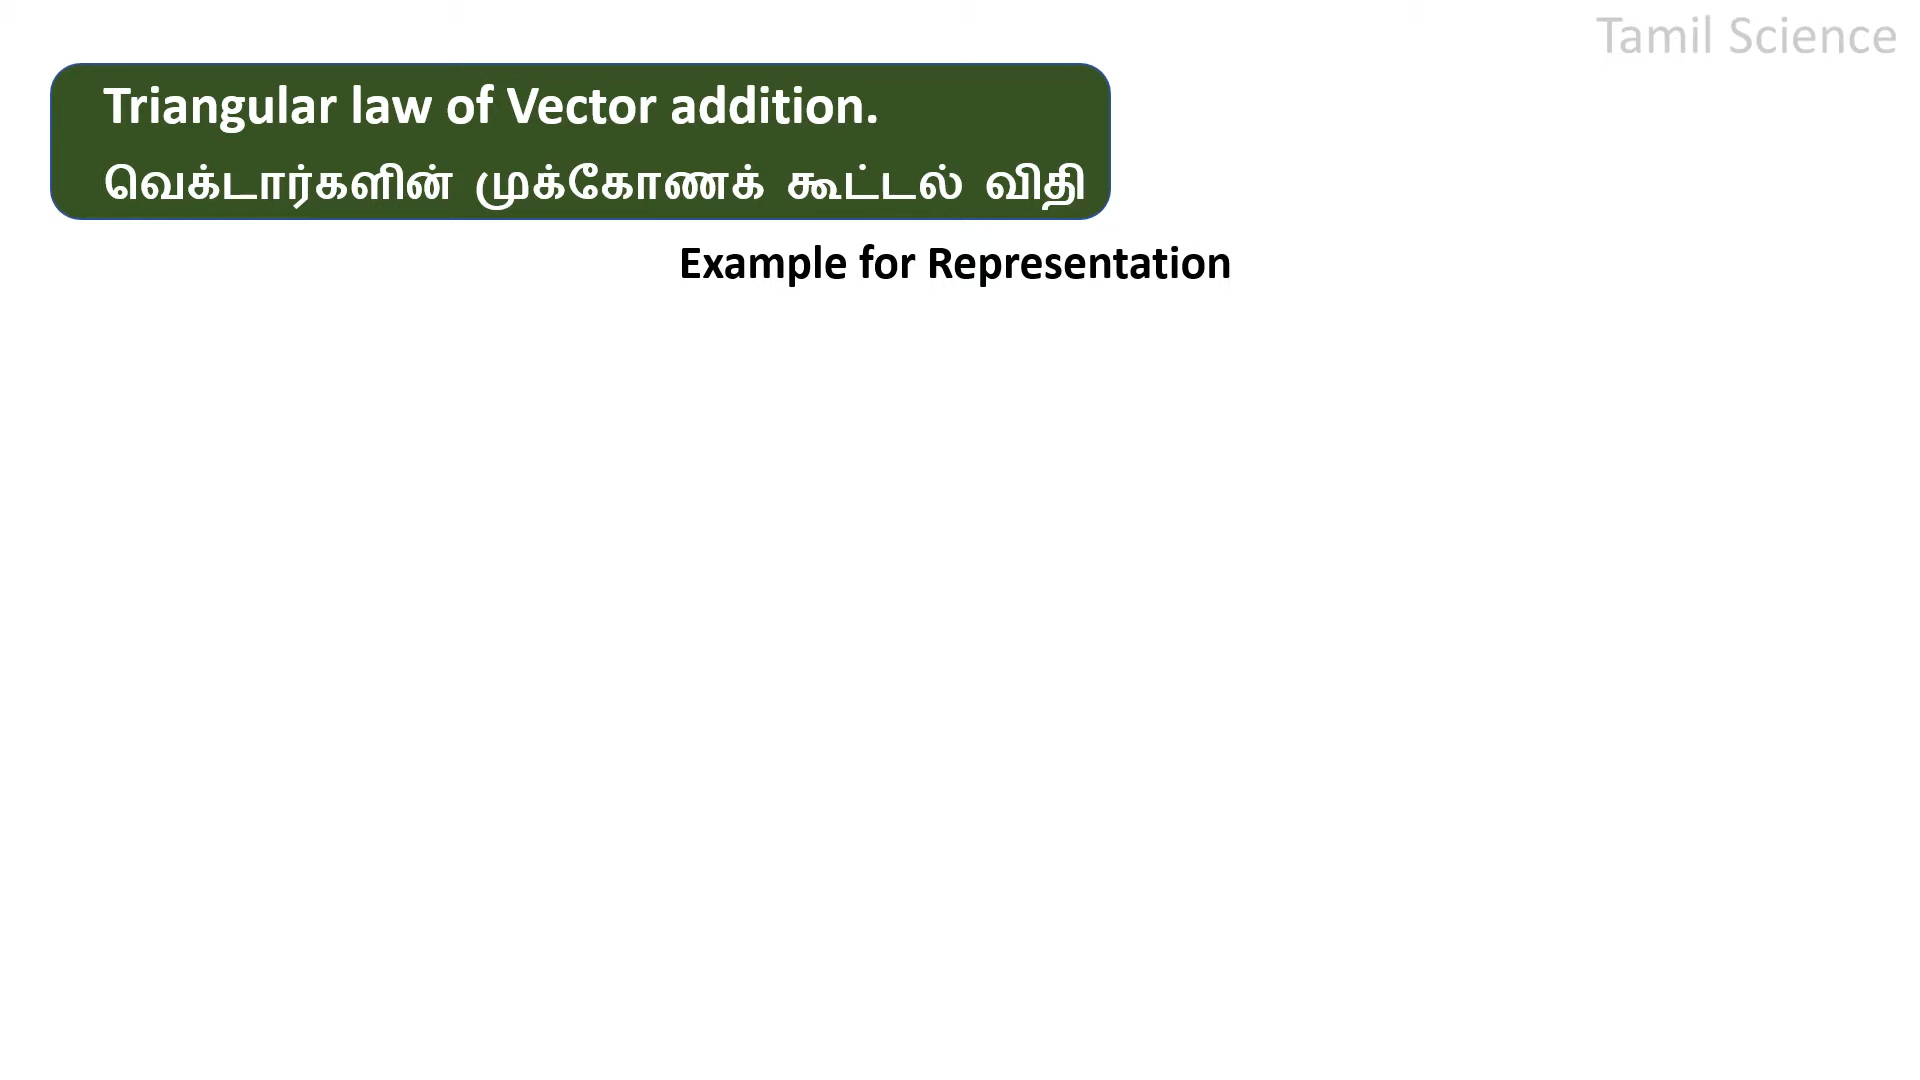 Tamil Science
Triangular law of Vector addition.
வெக்டார்களின் முக்கோணக் கூட்டல் விதி
Example for Representation